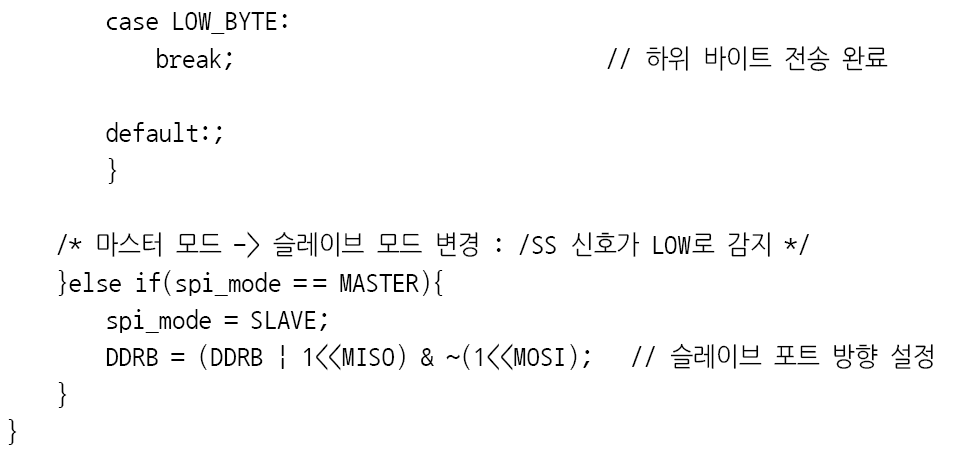 case LOW_BYTE:
break; // 하위 바이트 전송 완료
default:;
}
/* 마스터 모드 -> 슬레이브 모드 변경 : /SS 신호가 LOW로 감지 */
}else if(spi_mode == MASTER){
spi_mode = SLAVE;
DDRB = (DDRB | 1<<MISO) & ~(1<<MOSI); // 슬레이브 포트 방향 설정
}
}